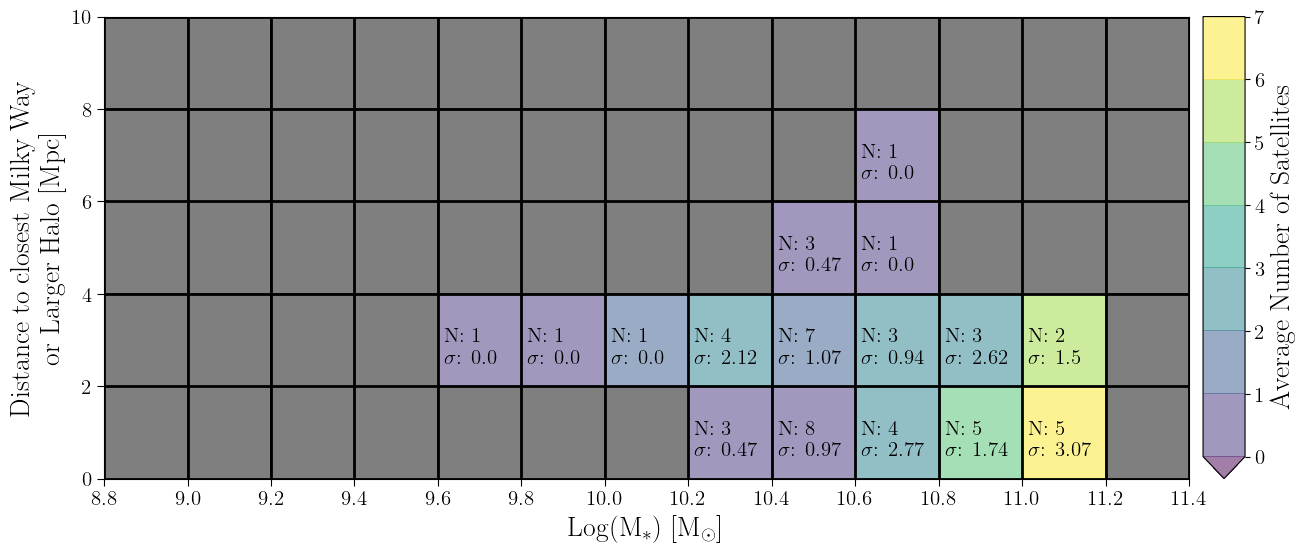 Distance to closest Milky Way
or Larger Halo [Mpc]
10
8
6
4
2
0
N: 1
σ: 0.0
N: 3
σ: 0.47
N: 1
σ: 0.0
N: 1
σ: 0.0
N: 1
σ: 0.0
N: 1
σ: 0.0
N: 4
σ: 2.12
N: 7
σ: 1.07
N: 3
σ: 0.94
N: 3
σ: 2.62
N: 2
σ: 1.5
N: 3
σ: 0.47
N: 8
σ: 0.97
N: 4
σ: 2.77
N: 5
σ: 1.74
N: 5
σ: 3.07
8.8 9.0 9.2 9.4 9.6 9.8 10.0 10.2 10.4 10.6 10.8 11.0 11.2 11.4
Log(M∗) [M⊙]
7
6
5
4
3
2
1
0
Average Number of Satellites